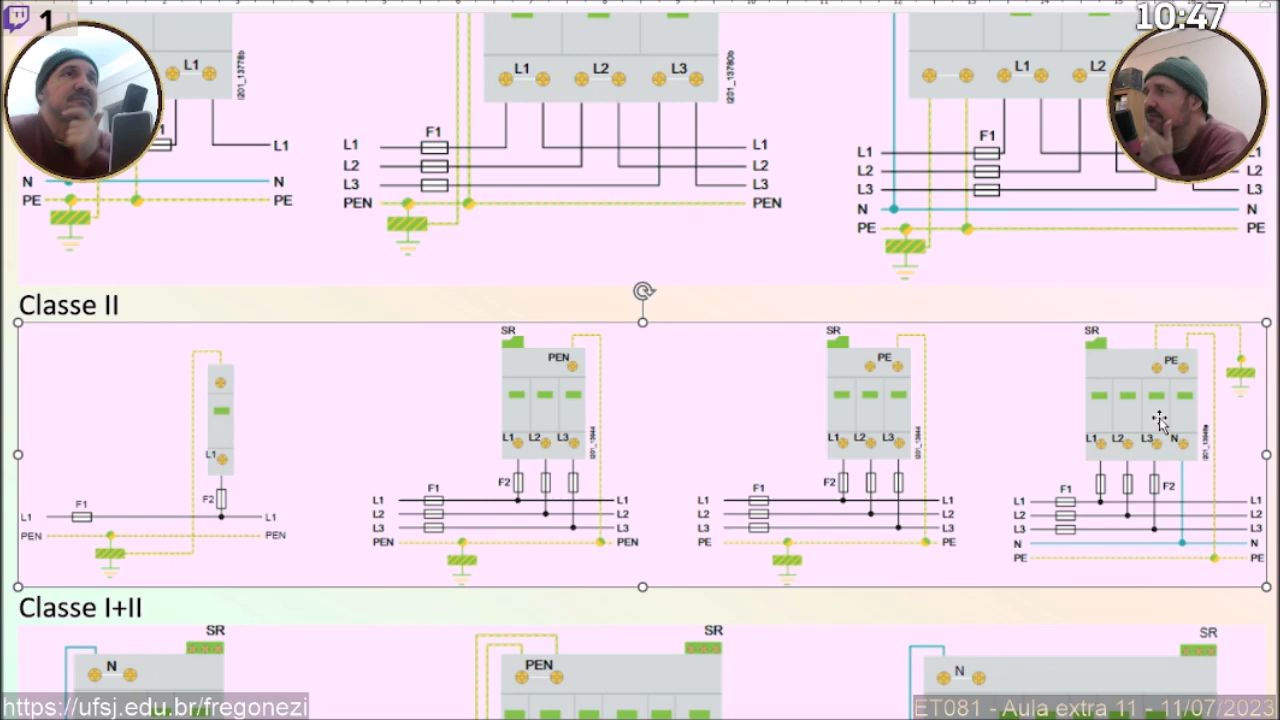 1
10:47
L1
L1
L2
L3
L1
L2
I201_13780b
F1
F1
L1
L1
L1
L1
L1
L2
L2
L2
L3
L3
L3
N
N
N
N
PE
PE
PEN
PEN
PE
PE
Classe II
SR
SR
SR
PEN
PE
PE
L1
L1
L2
L3
L1
L2
L3
L1
L2
L3
N
F2
F2
F2
F2
F1
F1
F1
F1
L1
L1
PEN
PEN
L1
L1
L2
L2
L3
L3
PEN
PEN
L1
L1
L2
L2
L3
L3
PE
PE
L1
L1
L2
L2
L3
L3
N
N
PE
PE
Classe I+II
SR
SR
SR
N
PEN
N
https://ufsj.edu.br/fregonezi
ET081 - Aula extra 11 - 11/07/2023